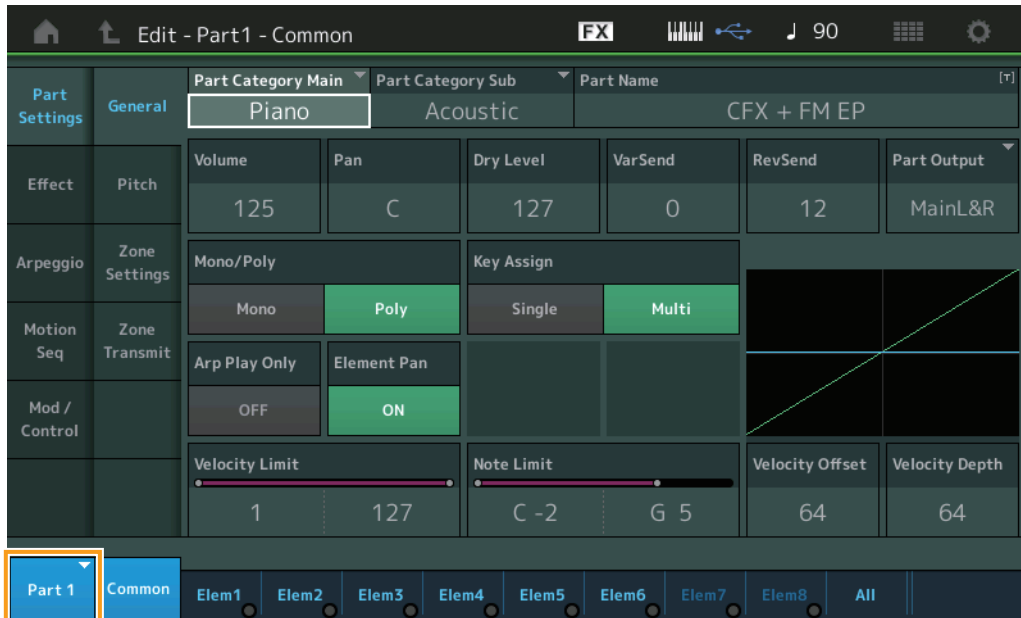 Edit - Part1 - Common
FX
♩ 90
Part Settings
General
Part Category Main
Piano
Part Category Sub
Acoustic
Part Name
[T]
CFX + FM EP
Effect
Pitch
Volume
125
Pan
C
Dry Level
127
VarSend
0
RevSend
12
Part Output
MainL&R
Arpeggio
Zone Settings
Mono/Poly
Mono
Poly
Key Assign
Single
Multi
Motion Seq
Zone Transmit
Arp Play Only
OFF
Element Pan
ON
Mod / Control
Velocity Limit
1
127
Note Limit
C -2
G 5
Velocity Offset
64
Velocity Depth
64
Part 1
Common
Elem1
Elem2
Elem3
Elem4
Elem5
Elem6
Elem7
Elem8
All